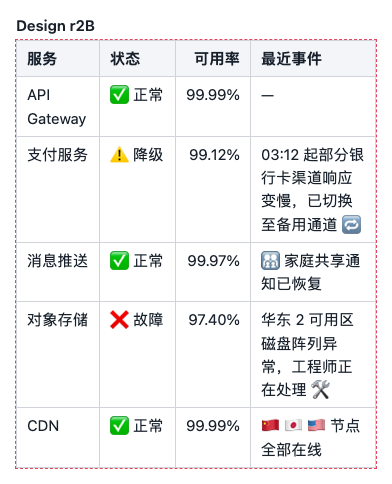 Design r2B
服务 状态 可用率 最近事件
API Gateway ✅ 正常 99.99% —
支付服务 ⚠️ 降级 99.12% 03:12 起部分银
行卡渠道响应
变慢，已切换
至备用通道 🔁
消息推送 ✅ 正常 99.97% 👪 家庭共享通
知已恢复
对象存储 ❌ 故障 97.40% 华东 2 可用区
磁盘阵列异
常，工程师正
在处理 🛠️
CDN ✅ 正常 99.99% 🇨🇳 🇯🇵 🇺🇸 节点
全部在线